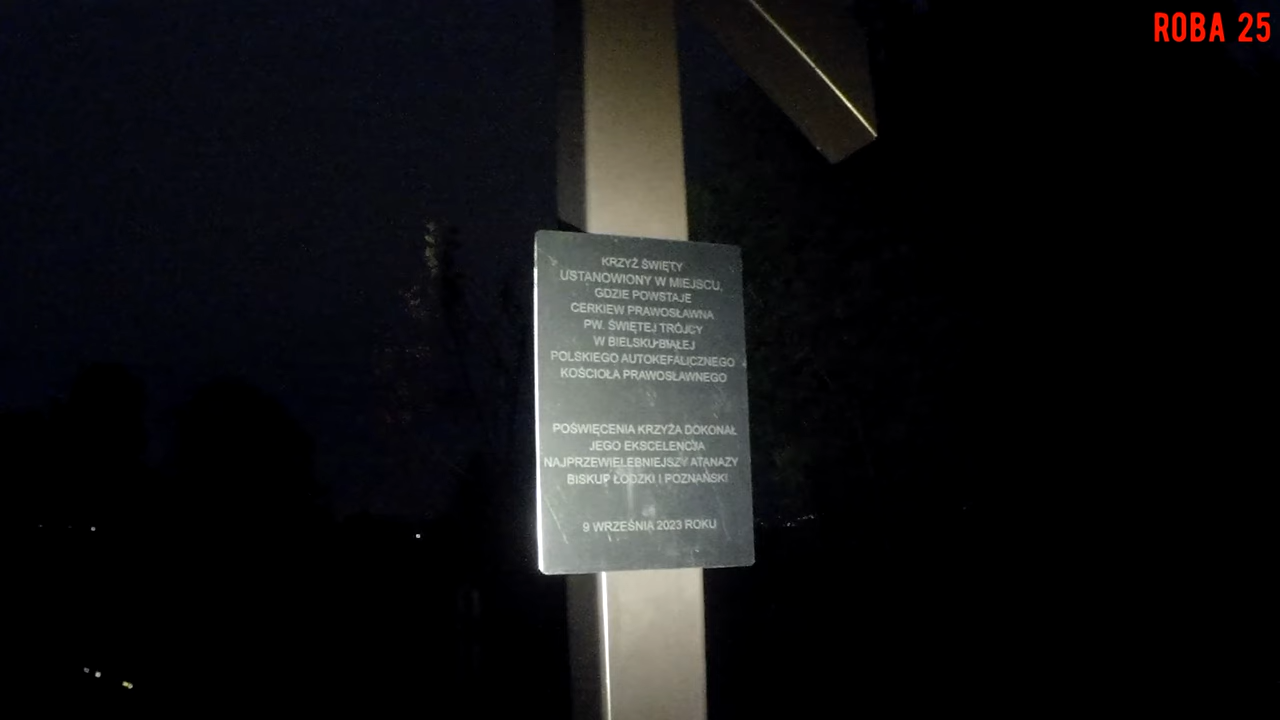 ROBA 25
KRZYŻ ŚWIĘTY
USTANOWIONY W MIEJSCU,
GDZIE POWSTAJE
CERKIEW PRAWOSŁAWNA
PW. ŚWIĘTEJ TRÓJCY
W BIELSKU-BIAŁEJ
POLSKIEGO AUTOKEFALICZNEGO
KOŚCIOŁA PRAWOSŁAWNEGO
POŚWIĘCENIA KRZYŻA DOKONAŁ
JEGO EKSCELENCJA
NAJPRZEWIELEBNIEJSZY ATANAZY
BISKUP ŁÓDZKI I POZNAŃSKI
9 WRZEŚNIA 2023 ROKU